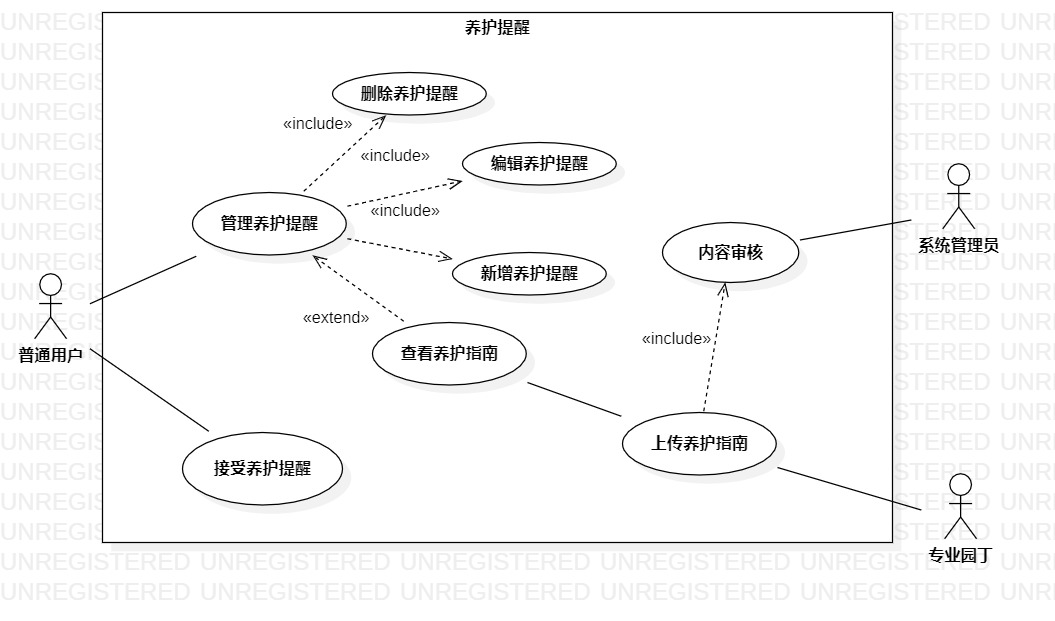 养护提醒
删除养护提醒
«include»
«include»
编辑养护提醒
«include»
管理养护提醒
内容审核
系统管理员
新增养护提醒
«extend»
«include»
普通用户
查看养护指南
上传养护指南
接受养护提醒
专业园丁
UNREGISTERED UNREGISTERED UNREGISTERED UNREGISTERED UNREGISTERED UNRE
UNREGISTERED UNREGISTERED UNREGISTERED UNREGISTERED UNREGISTERED UNRE